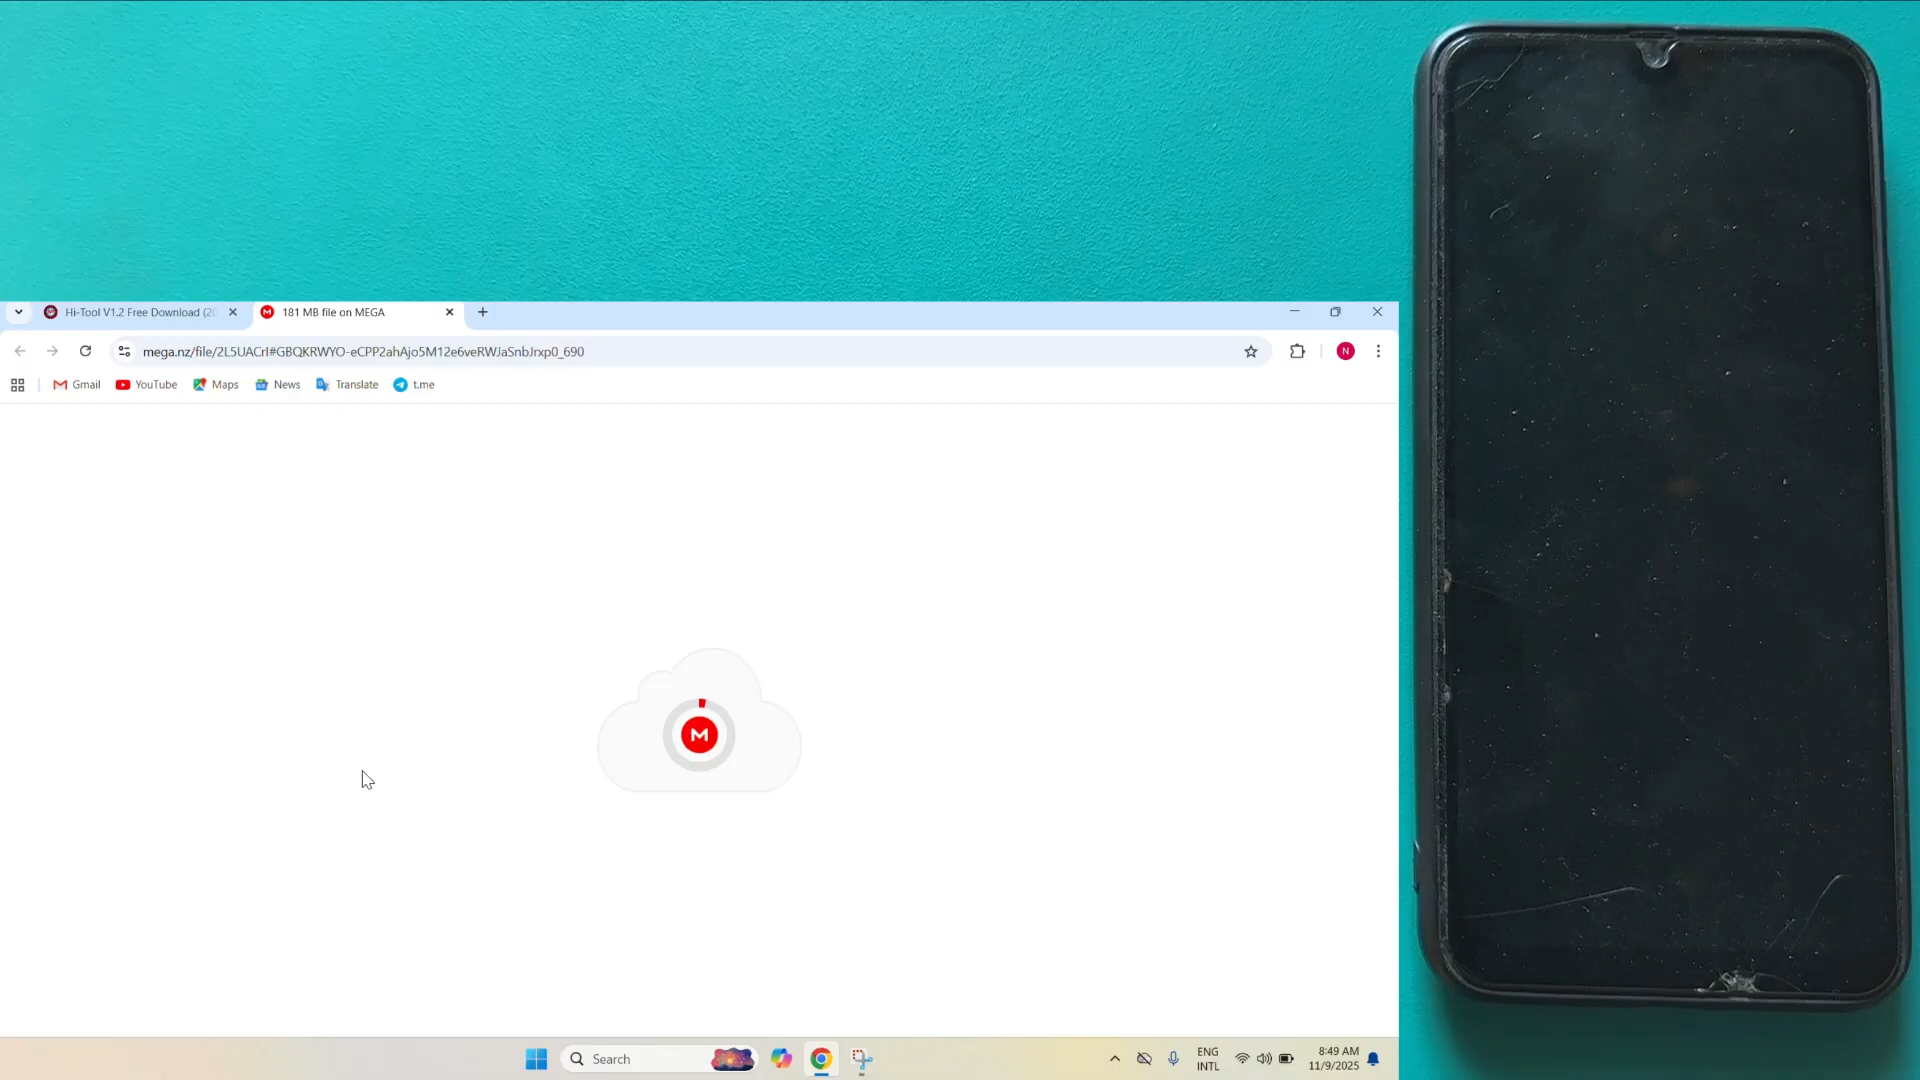 Hi-Tool V1.2 Free Download (20
181 MB file on MEGA
mega.nz/file/2L5UACrI#GBQKRWYO-eCPP2ahAjo5M12e6veRWJaSnbJrxp0_690
N
Gmail
YouTube
Maps
News
Translate
t.me
M
Search
ENG
INTL
8:49 AM
11/9/2025